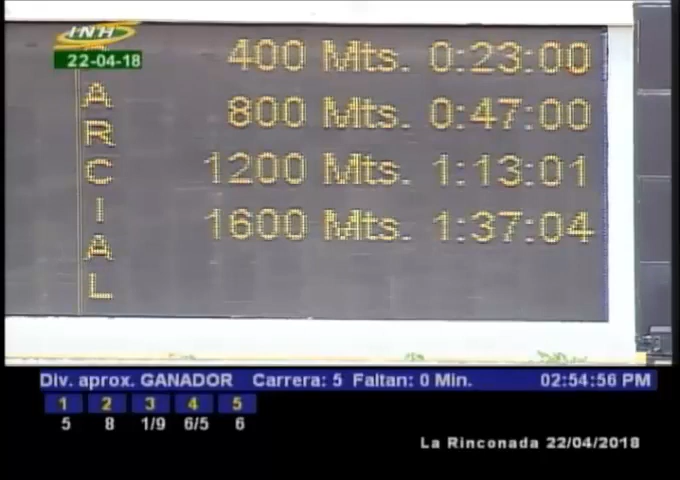 INH
22-04-18
400 Mts. 0:23:00
800 Mts. 0:47:00
1200 Mts. 1:13:01
1600 Mts. 1:37:04
ARCIAL
Div. aprox. GANADOR Carrera: 5 Faltan: 0 Min. 02:54:56 PM
1 2 3 4 5
5 8 1/9 6/5 6
La Rinconada 22/04/2018